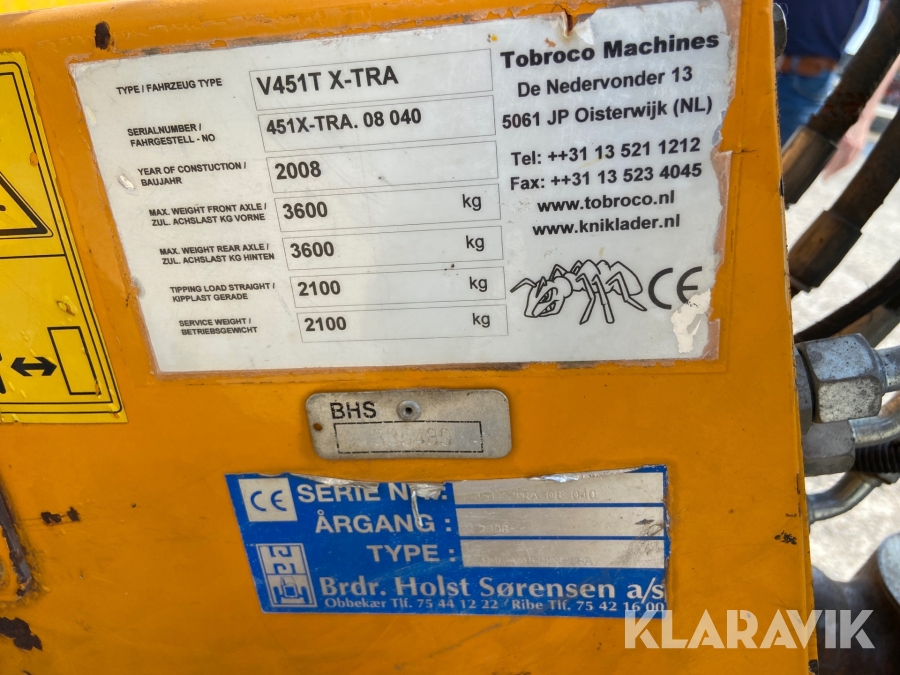 TYPE / FAHRZEUG TYPE V451T X-TRA
SERIALNUMBER /
FAHRGESTELL - NO 451X-TRA. 08 040
YEAR OF CONSTUCTION /
BAUJAHR 2008
MAX. WEIGHT FRONT AXLE /
ZUL. ACHSLAST KG VORNE 3600 kg
MAX. WEIGHT REAR AXLE /
ZUL. ACHSLAST KG HINTEN 3600 kg
TIPPING LOAD STRAIGHT /
KIPPLAST GERADE 2100 kg
SERVICE WEIGHT /
BETRIEBSGEWICHT 2100 kg
Tobroco Machines
De Nedervonder 13
5061 JP Oisterwijk (NL)
Tel: ++31 13 521 1212
Fax: ++31 13 523 4045
www.tobroco.nl
www.kniklader.nl
CE
BHS
CE
SERIE
ÅRGANG : 2008
TYPE :
Brdr. Holst Sørensen a/s
Obbekær Tlf. 75 44 12 22 / Ribe Tlf. 75 42 16 00
KLARAVIK